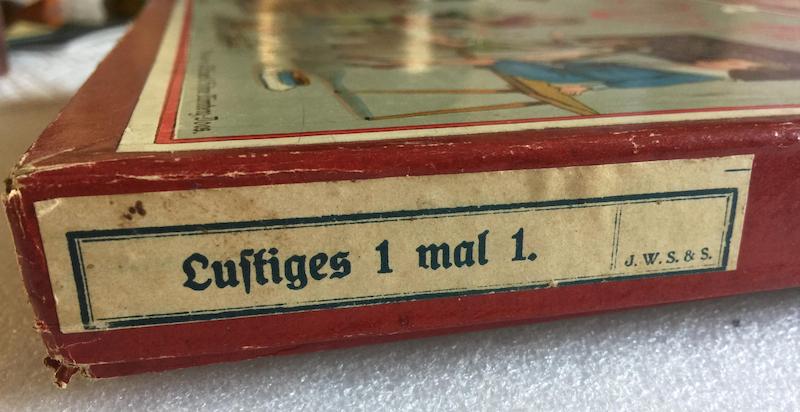 Luſtiges 1 mal 1.
J. W. S. & S.